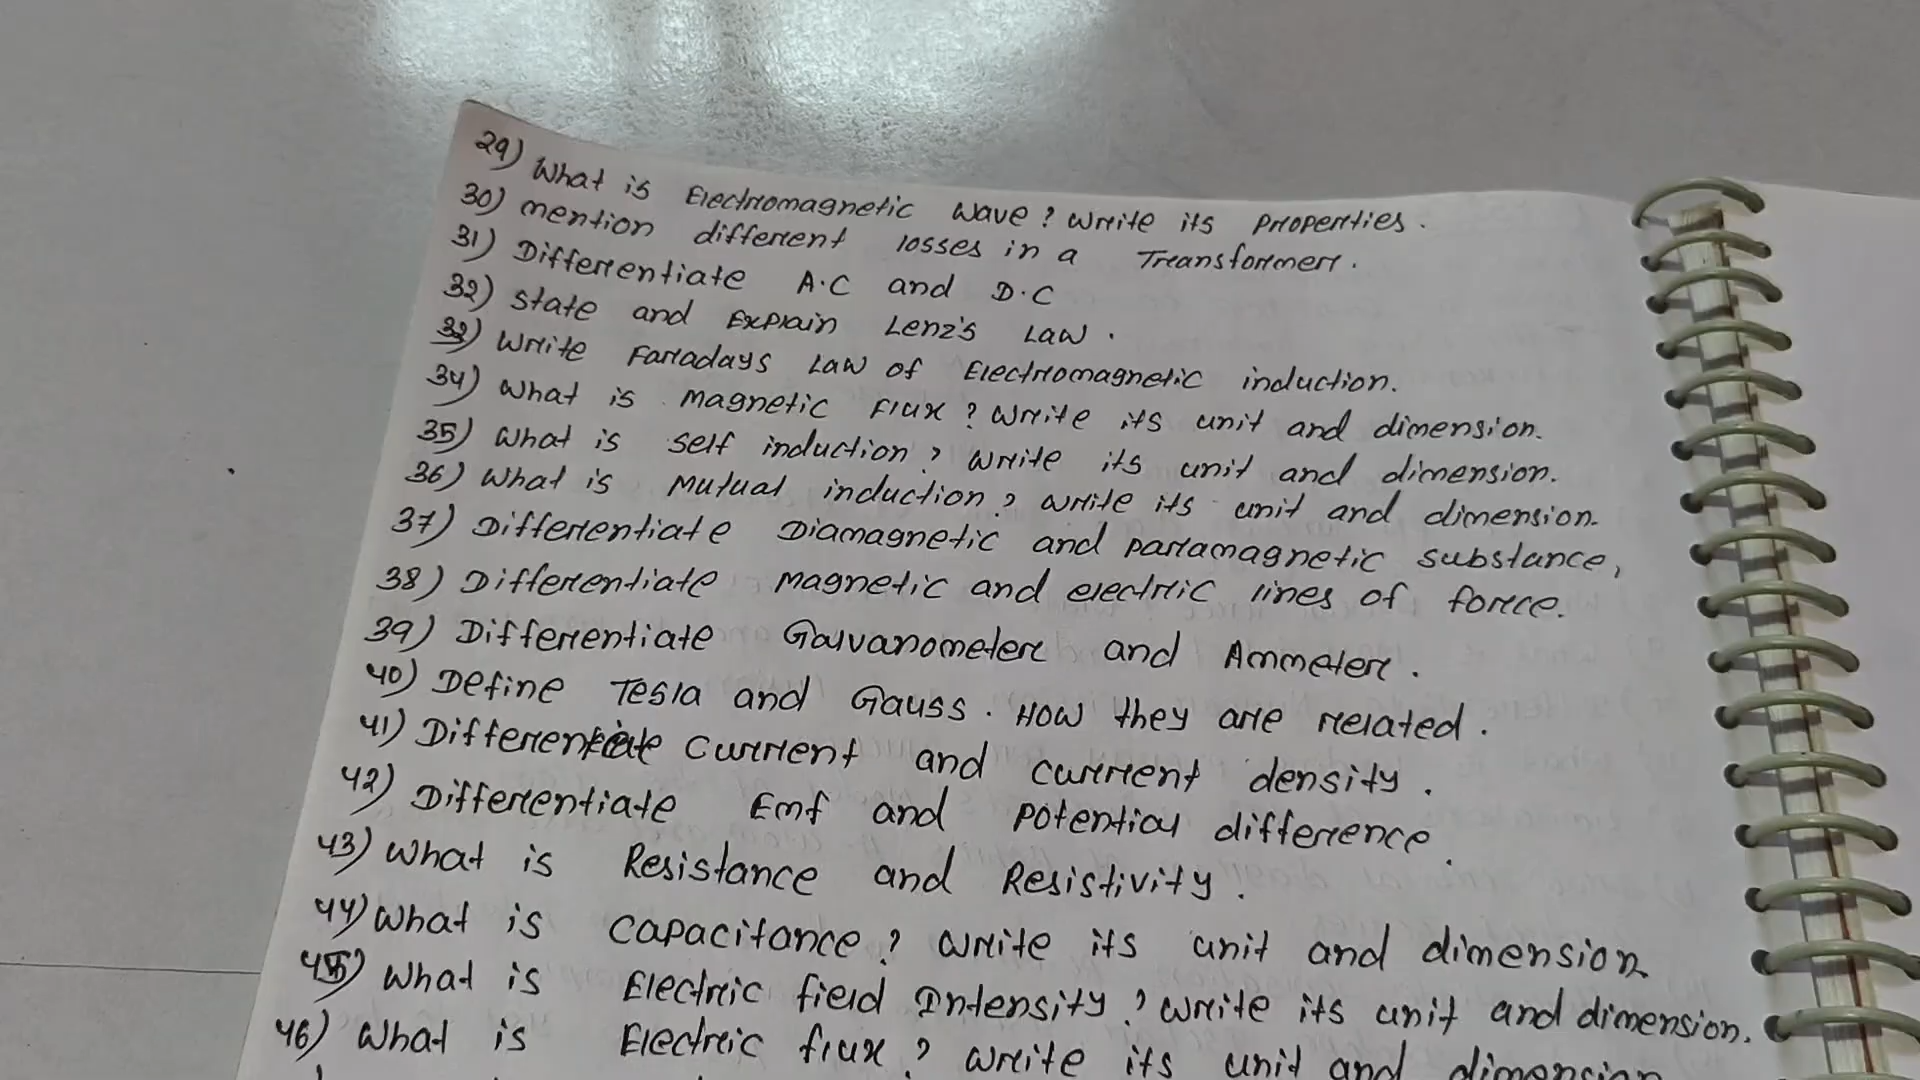 29) What is Electromagnetic wave? Write its Properties.
30) mention different losses in a Transformer.
31) Differentiate A.C and D.C
32) State and Explain Lenz's Law.
33) Write Faradays Law of Electromagnetic induction.
34) What is magnetic flux? Write its unit and dimension.
35) What is self induction? Write its unit and dimension.
36) What is Mutual induction? Write its unit and dimension.
37) Differentiate Diamagnetic and paramagnetic substance,
38) Differentiate magnetic and electric lines of force.
39) Differentiate Galvanometer and Ammeter.
40) Define Tesla and Gauss. How they are related.
41) Differentiate Current and current density.
42) Differentiate Emf and potential difference.
43) What is Resistance and Resistivity.
44) What is capacitance? Write its unit and dimension.
45) What is Electric field Intensity? Write its unit and dimension.
46) What is Electric flux? Write its unit and dimension